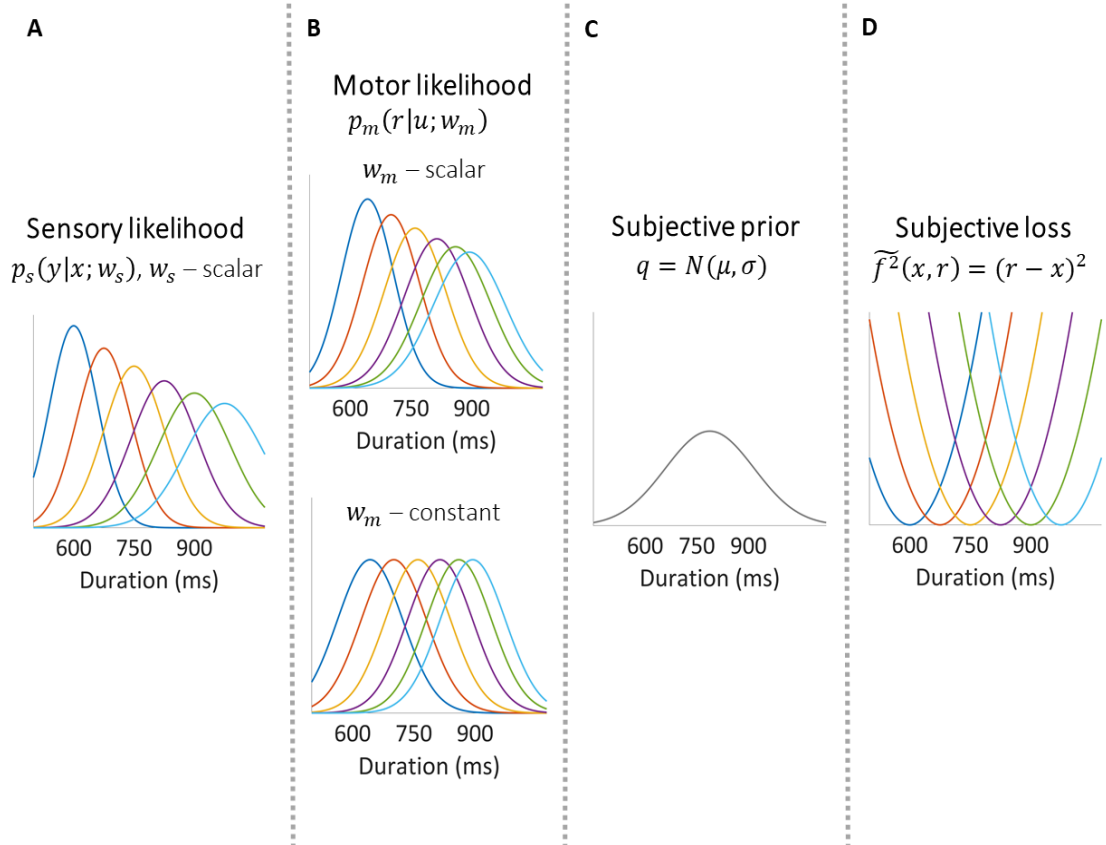 A
Sensory likelihood
p_s(y|x; w_s), w_s – scalar
600 750 900
Duration (ms)
B
Motor likelihood
p_m(r|u; w_m)
w_m – scalar
600 750 900
Duration (ms)
w_m – constant
600 750 900
Duration (ms)
C
Subjective prior
q = N(μ, σ)
600 750 900
Duration (ms)
D
Subjective loss
\widetilde{f^2}(x, r) = (r − x)²
600 750 900
Duration (ms)